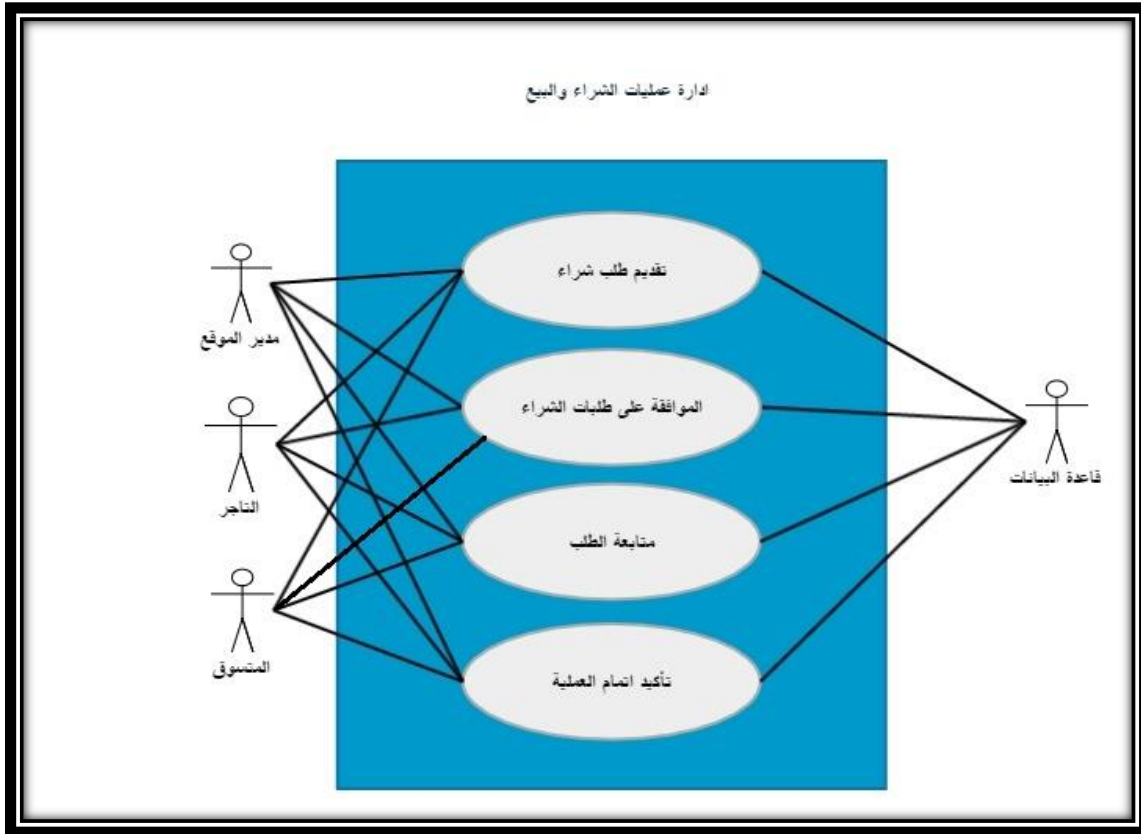 ادارة عمليات الشراء والبيع
تقديم طلب شراء
مدير الموقع
الموافقة على طلبات الشراء
قاعدة البيانات
التاجر
متابعة الطلب
المتسوق
تأكيد اتمام العملية